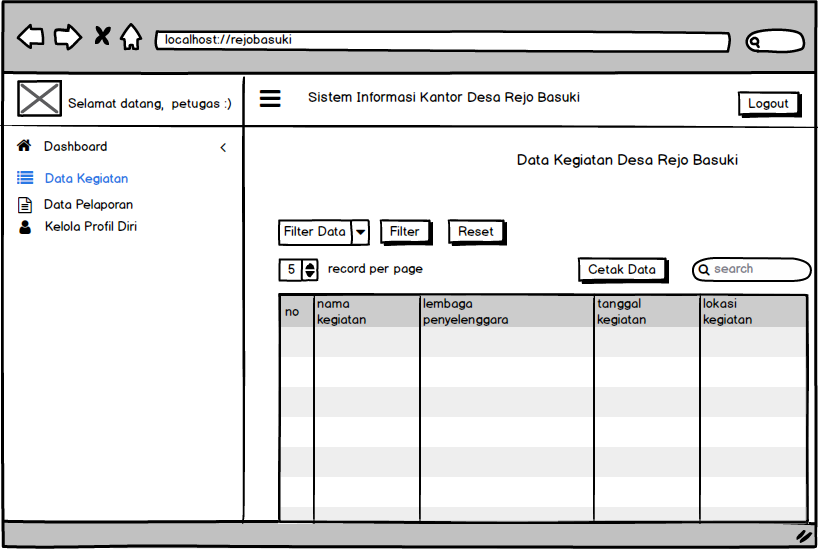 localhost://rejobasuki
Selamat datang, petugas :)
Sistem Informasi Kantor Desa Rejo Basuki
Logout
Dashboard
Data Kegiatan
Data Pelaporan
Kelola Profil Diri
Data Kegiatan Desa Rejo Basuki
Filter Data
Filter
Reset
5
record per page
Cetak Data
search
no
nama
kegiatan
lembaga
penyelenggara
tanggal
kegiatan
lokasi
kegiatan